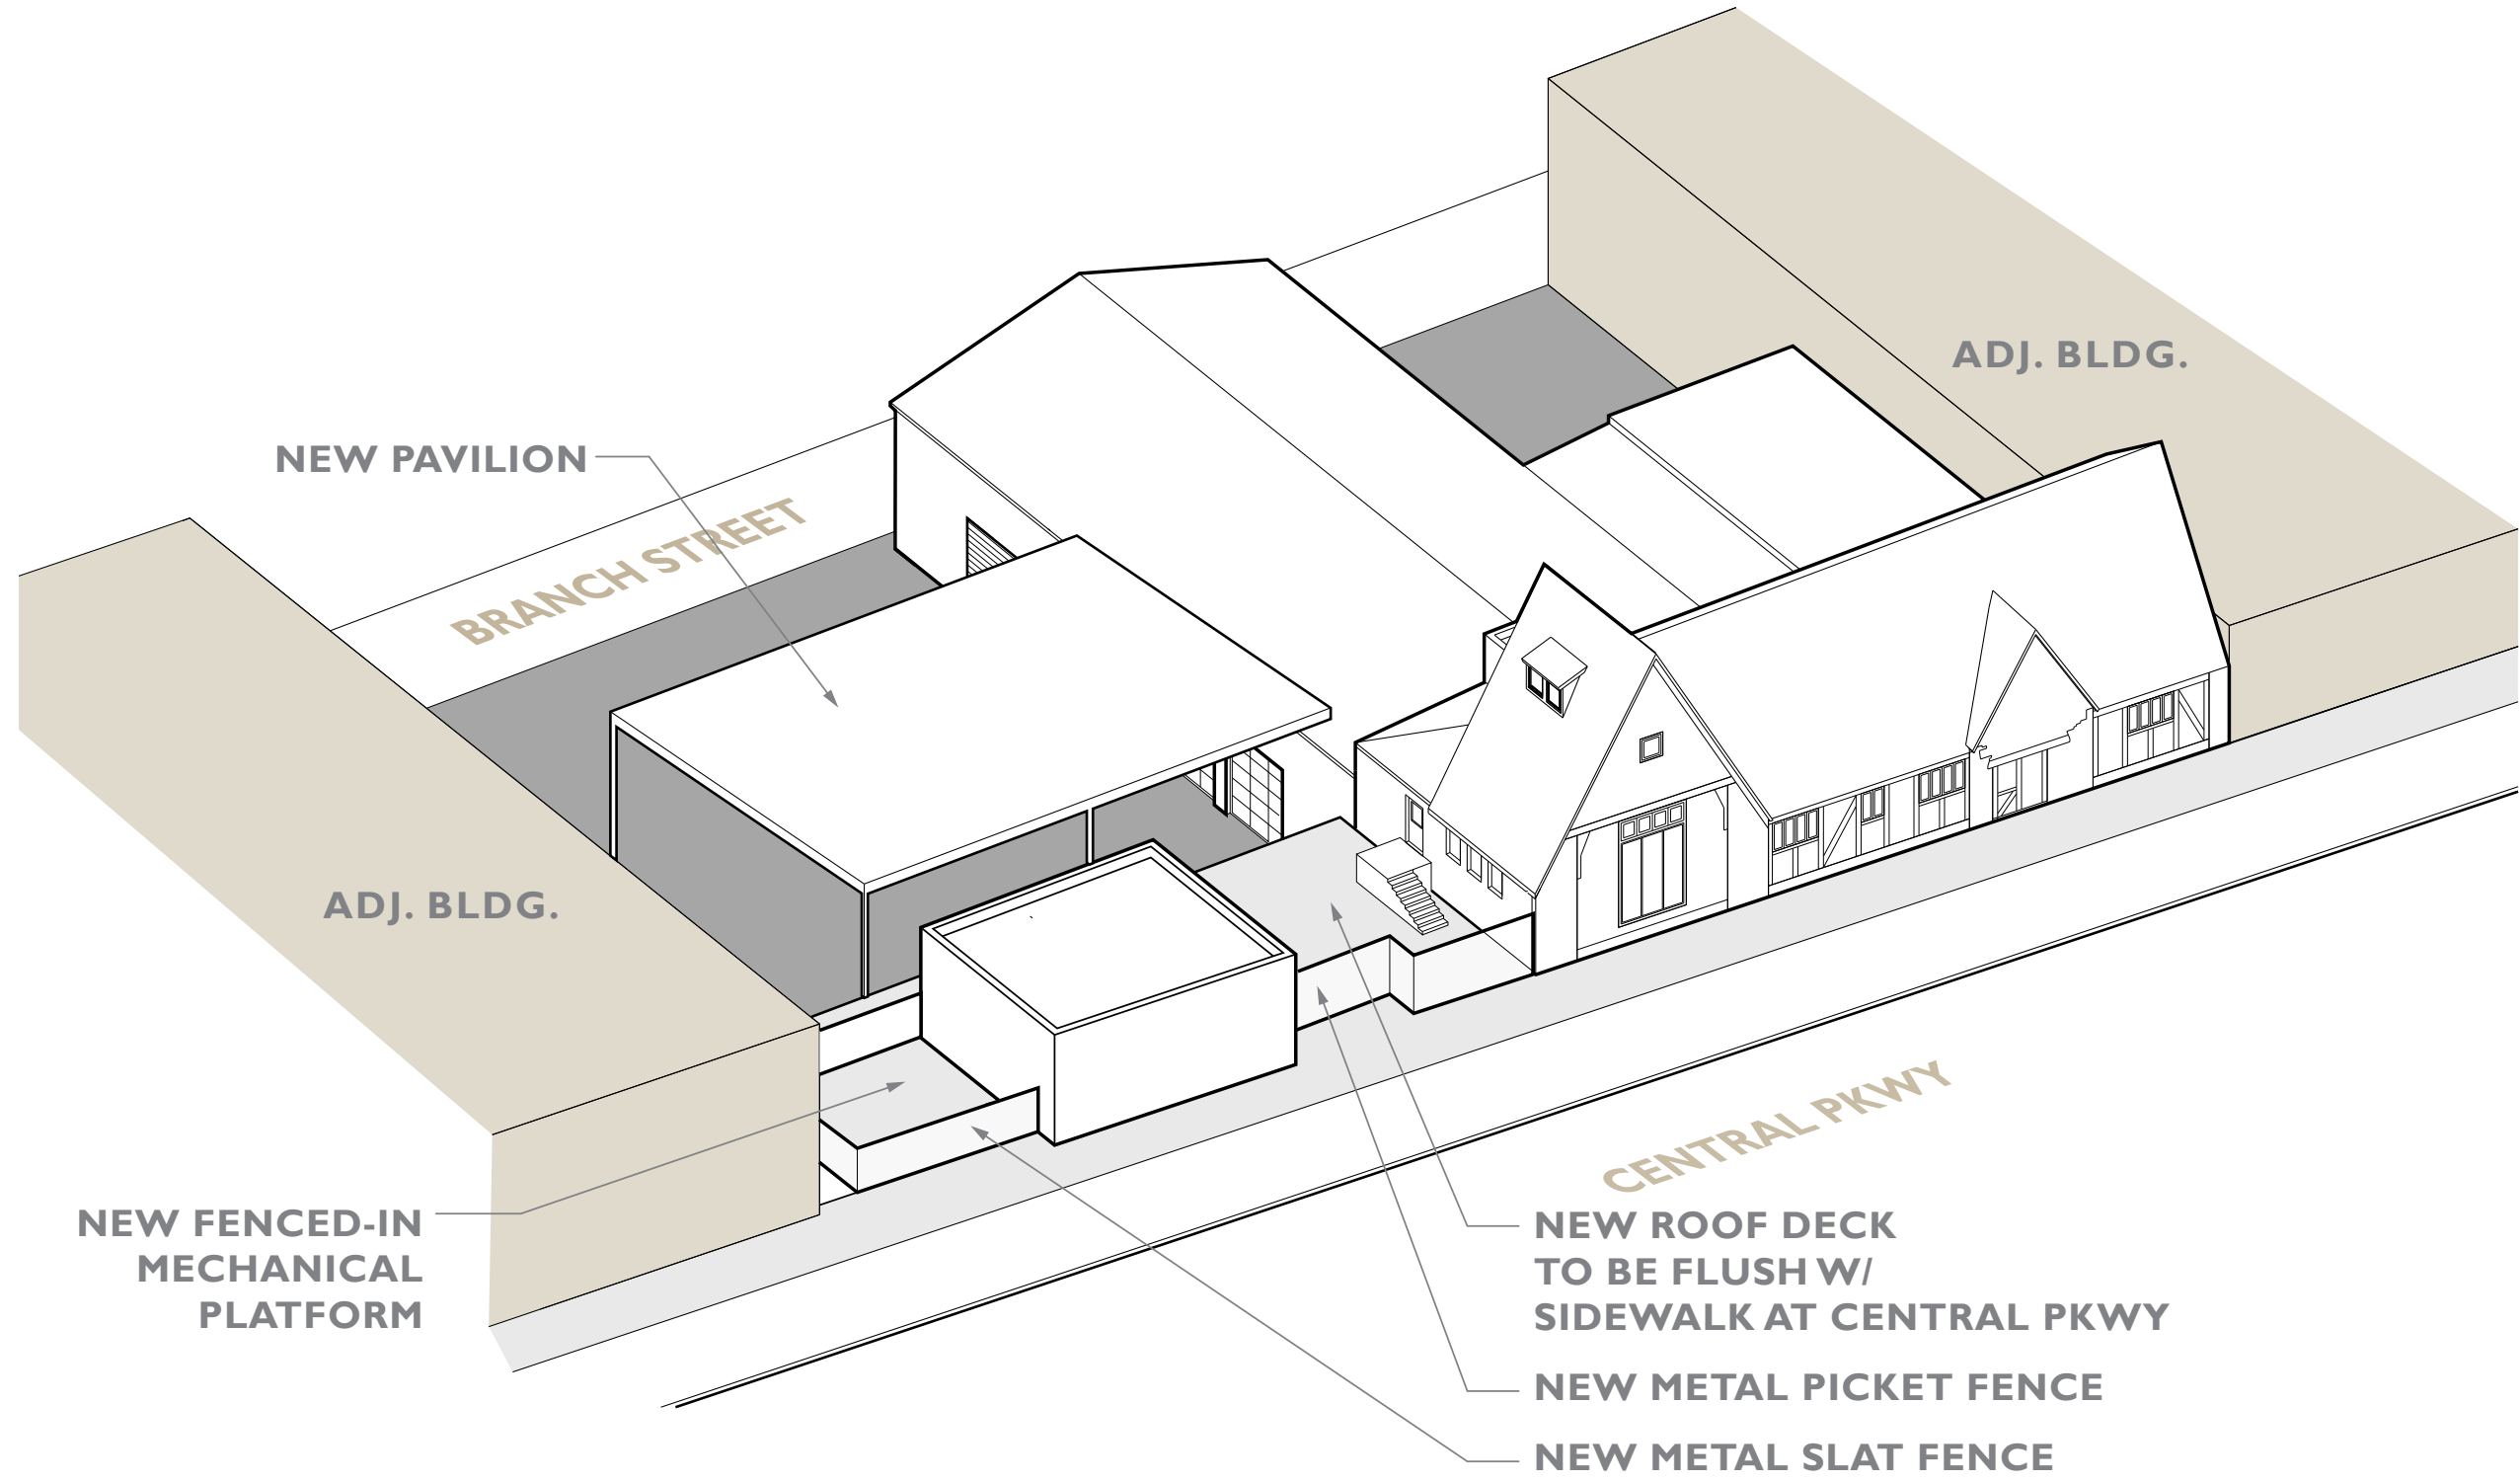 ADJ. BLDG.
NEW PAVILION
BRANCH STREET
ADJ. BLDG.
CENTRAL PKWY
NEW FENCED-IN
MECHANICAL
PLATFORM
NEW ROOF DECK
TO BE FLUSH W/
SIDEWALK AT CENTRAL PKWY
NEW METAL PICKET FENCE
NEW METAL SLAT FENCE